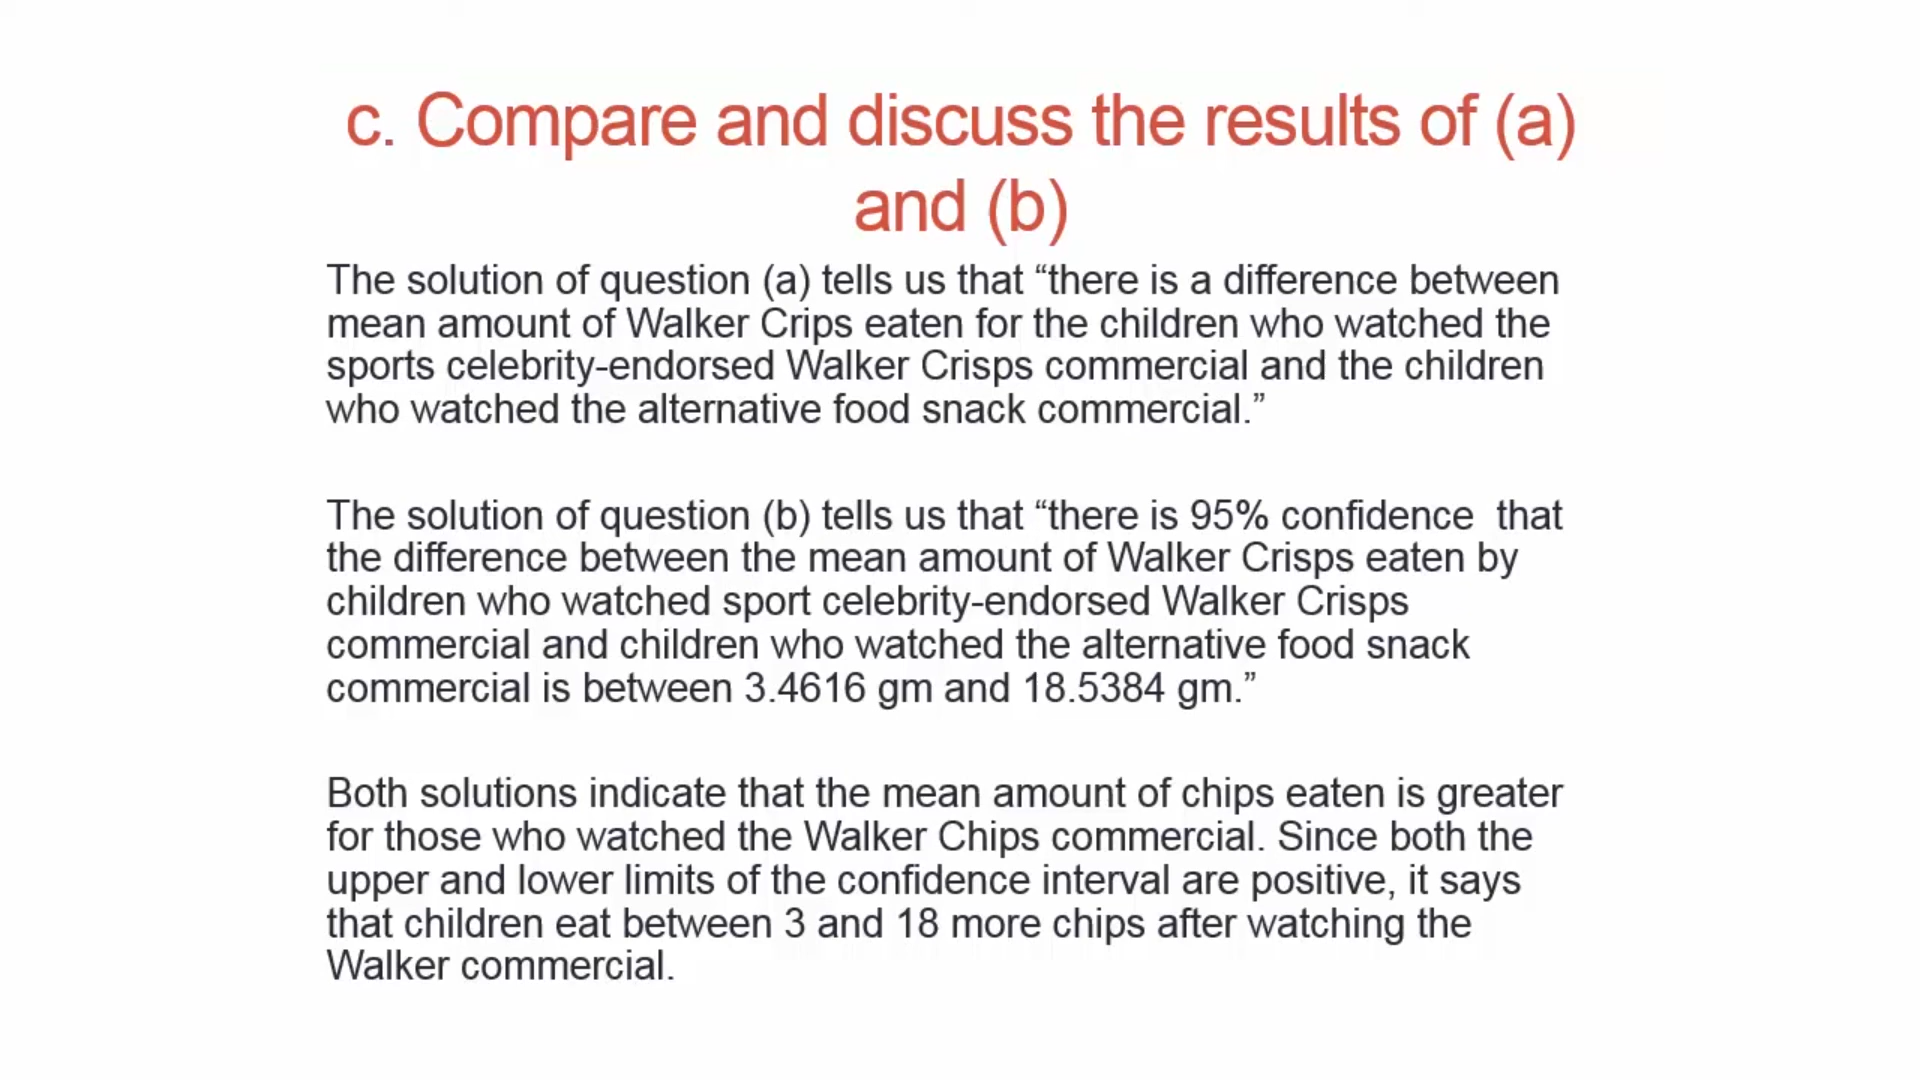 c. Compare and discuss the results of (a)
and (b)
The solution of question (a) tells us that “there is a difference between
mean amount of Walker Crips eaten for the children who watched the
sports celebrity-endorsed Walker Crisps commercial and the children
who watched the alternative food snack commercial.”
The solution of question (b) tells us that “there is 95% confidence  that
the difference between the mean amount of Walker Crisps eaten by
children who watched sport celebrity-endorsed Walker Crisps
commercial and children who watched the alternative food snack
commercial is between 3.4616 gm and 18.5384 gm.”
Both solutions indicate that the mean amount of chips eaten is greater
for those who watched the Walker Chips commercial. Since both the
upper and lower limits of the confidence interval are positive, it says
that children eat between 3 and 18 more chips after watching the
Walker commercial.